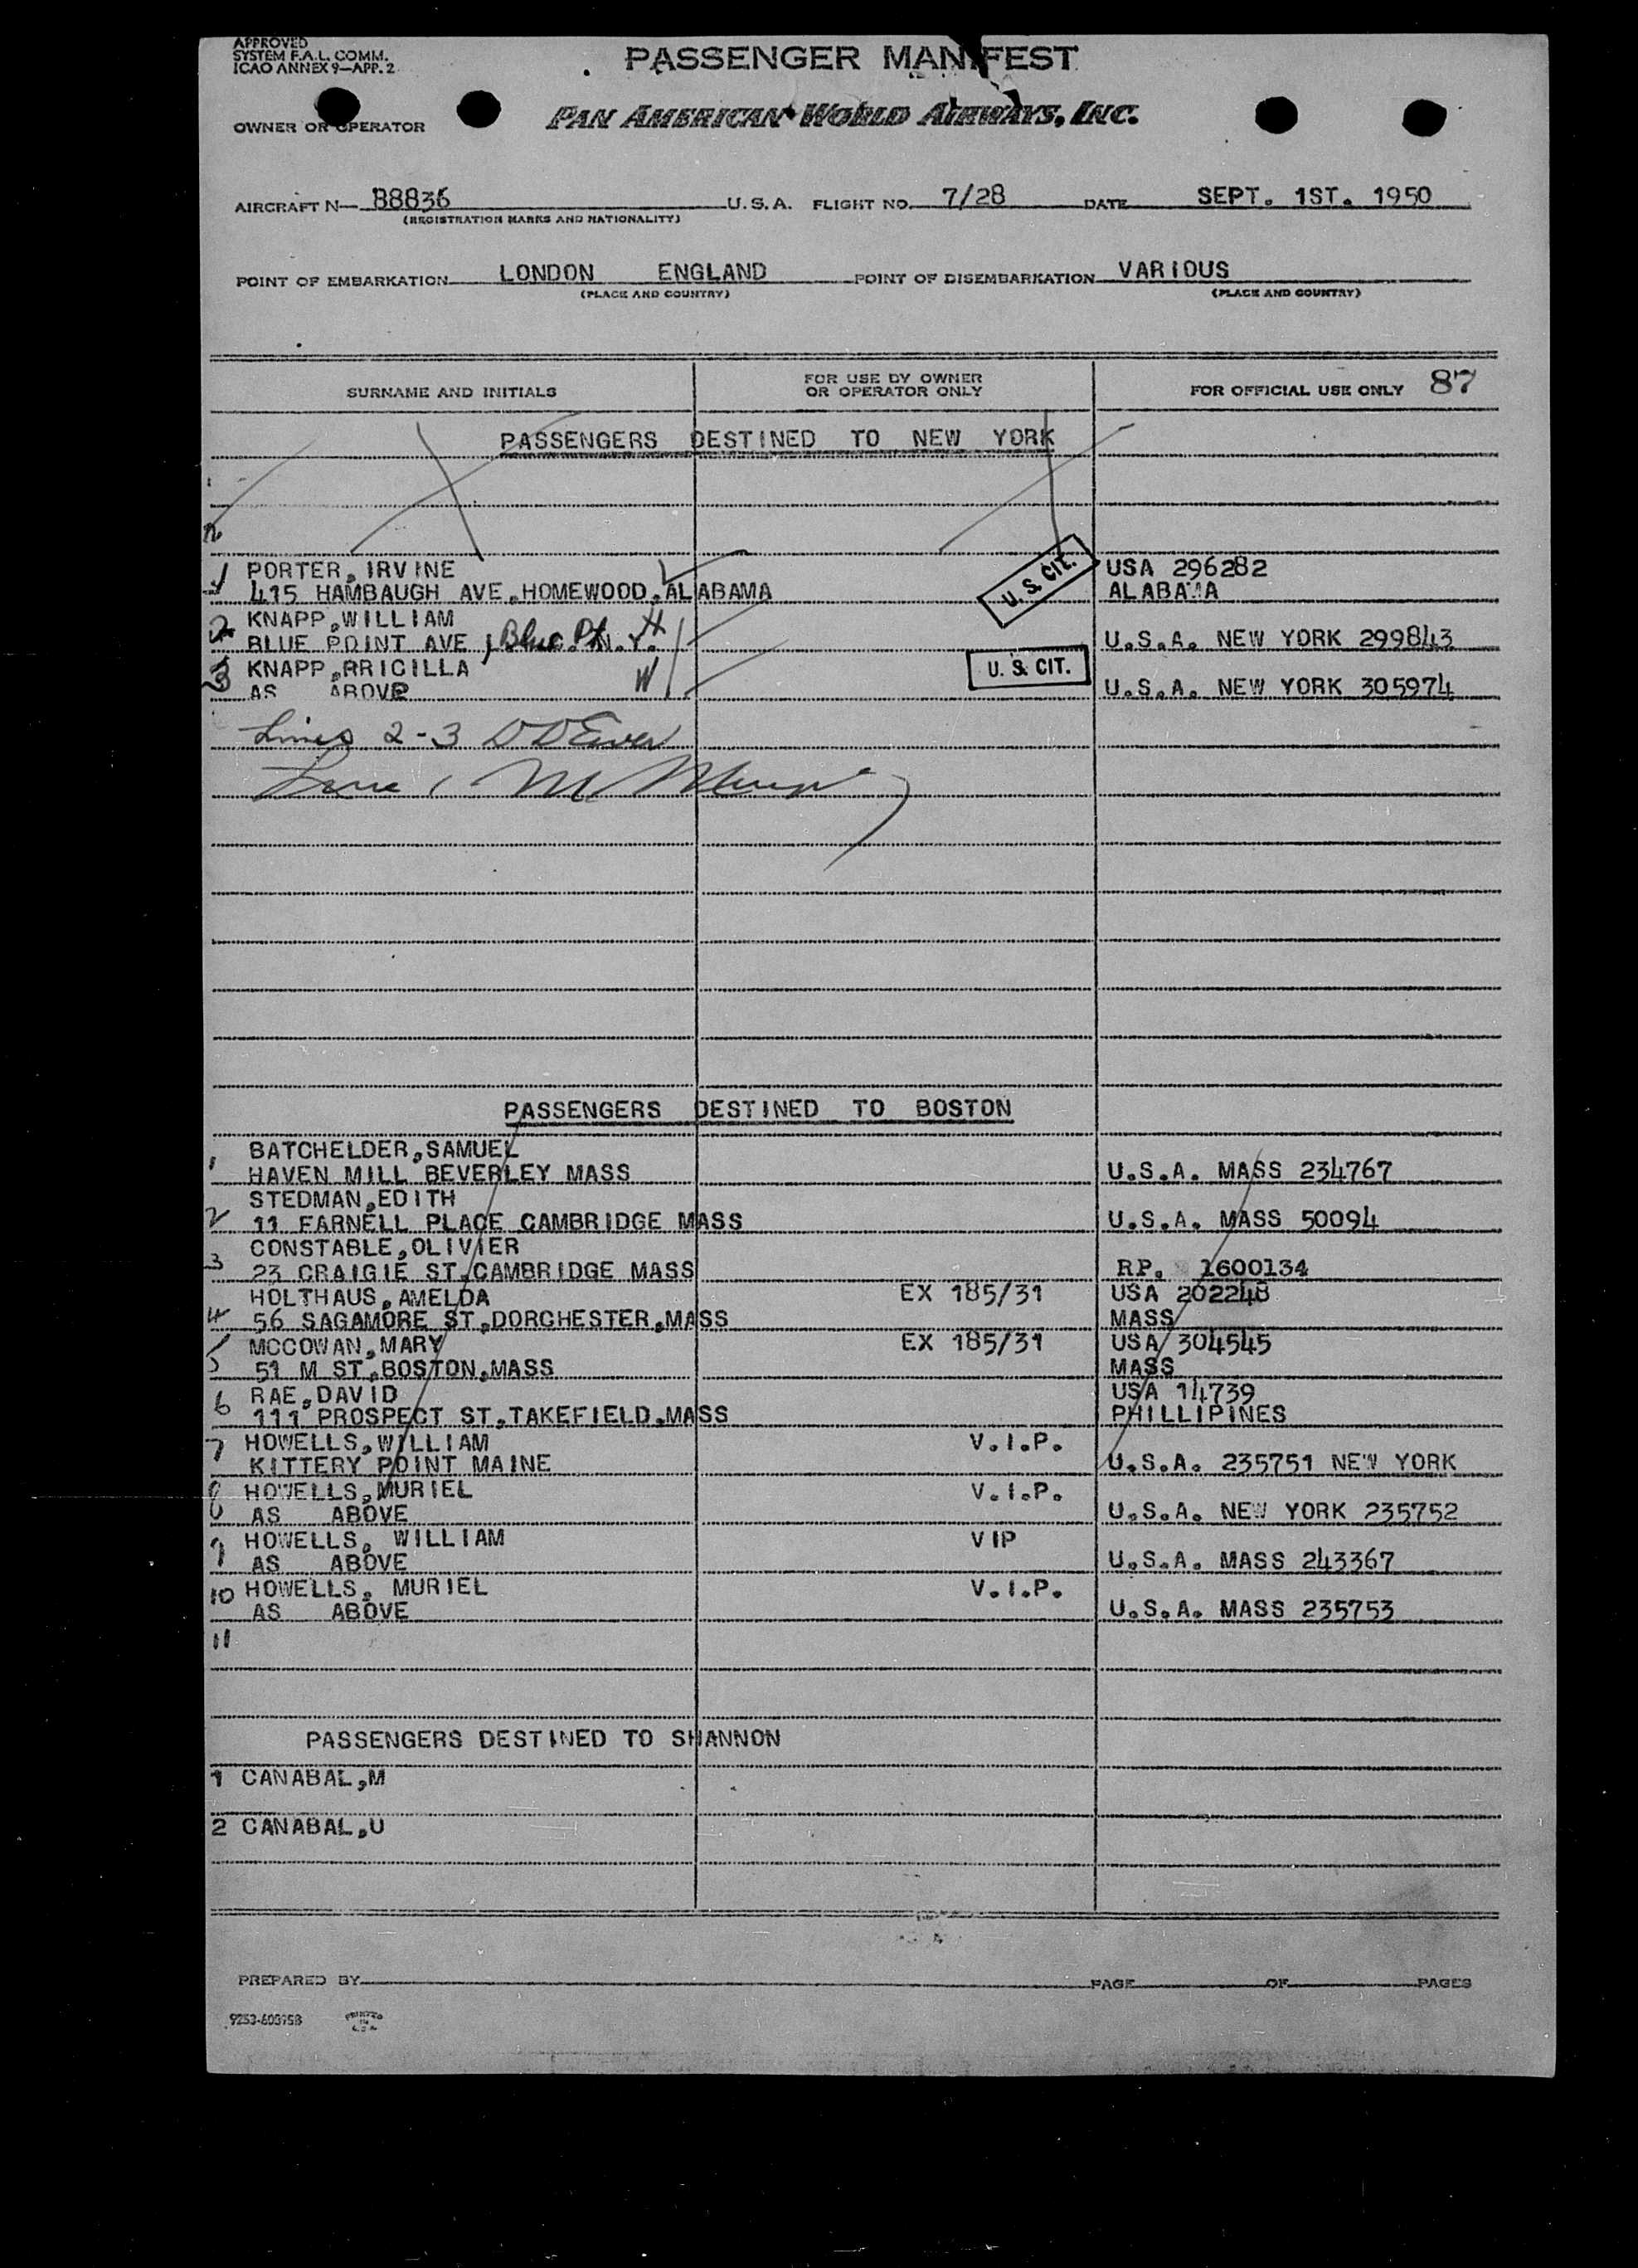 APPROVED
SYSTEM F.A.L. COMM.
ICAO ANNEX 9—APP. 2
PASSENGER MANIFEST
OWNER OR OPERATOR
PAN AMERICAN WORLD AIRWAYS, INC.
AIRCRAFT N— 88836 U.S.A. FLIGHT NO. 7/28 DATE SEPT. 1ST. 1950
(REGISTRATION MARKS AND NATIONALITY)
POINT OF EMBARKATION LONDON ENGLAND POINT OF DISEMBARKATION VARIOUS
(PLACE AND COUNTRY) (PLACE AND COUNTRY)
SURNAME AND INITIALS FOR USE BY OWNER OR OPERATOR ONLY FOR OFFICIAL USE ONLY 87
PASSENGERS DESTINED TO NEW YORK
2
1 PORTER, IRVINE U. S. CIT. USA 296282
415 HAMBAUGH AVE, HOMEWOOD, ALABAMA ALABAMA
2 KNAPP, WILLIAM H
BLUE POINT AVE, Blue Pt. N.Y. U.S.A. NEW YORK 299843
3 KNAPP, RRICILLA W U. S. CIT.
AS ABOVE U.S.A. NEW YORK 305974
Lines 2-3
Line 1
PASSENGERS DESTINED TO BOSTON
1 BATCHELDER, SAMUEL
HAVEN MILL BEVERLEY MASS U.S.A. MASS 234767
2 STEDMAN, EDITH
11 FARNELL PLACE CAMBRIDGE MASS U.S.A. MASS 50094
3 CONSTABLE, OLIVIER
23 CRAIGIE ST, CAMBRIDGE MASS RP. 1600134
4 HOLTHAUS, AMELDA EX 185/31 USA 202248
56 SAGAMORE ST, DORCHESTER, MASS MASS
5 MCCOWAN, MARY EX 185/31 USA 304545
51 M ST, BOSTON, MASS MASS
6 RAE, DAVID USA 14739
111 PROSPECT ST, TAKEFIELD, MASS PHILLIPINES
7 HOWELLS, WILLIAM V.I.P.
KITTERY POINT MAINE U.S.A. 235751 NEW YORK
8 HOWELLS, MURIEL V.I.P.
AS ABOVE U.S.A. NEW YORK 235752
9 HOWELLS, WILLIAM VIP
AS ABOVE U.S.A. MASS 243367
10 HOWELLS, MURIEL V.I.P.
AS ABOVE U.S.A. MASS 235753
11
PASSENGERS DESTINED TO SHANNON
1 CANABAL, M
2 CANABAL, U
PREPARED BY PAGE OF PAGES